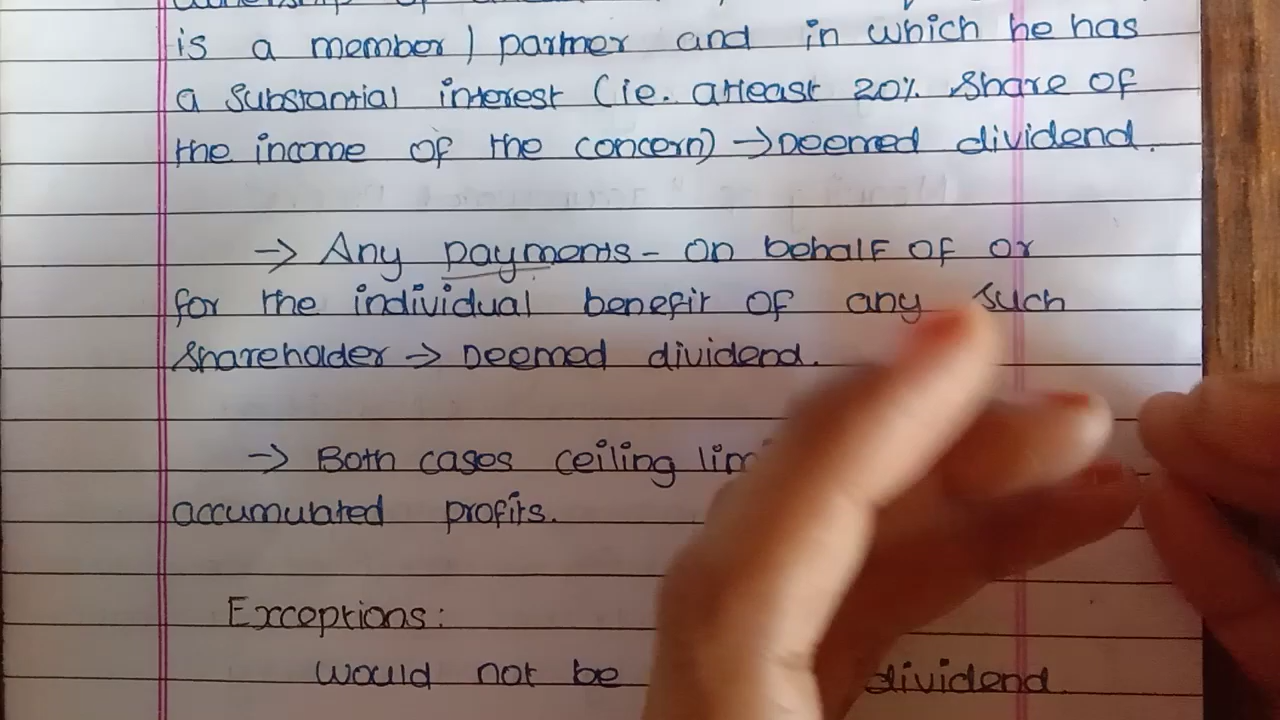 is a member / partner and in which he has
a substantial interest (ie. atleast 20% share of
the income of the concern) → Deemed dividend.
→ Any payments - on behalf of or
for the individual benefit of any such
shareholder → Deemed dividend.
→ Both cases ceiling
accumulated profits.
Exceptions:
would not be dividend.